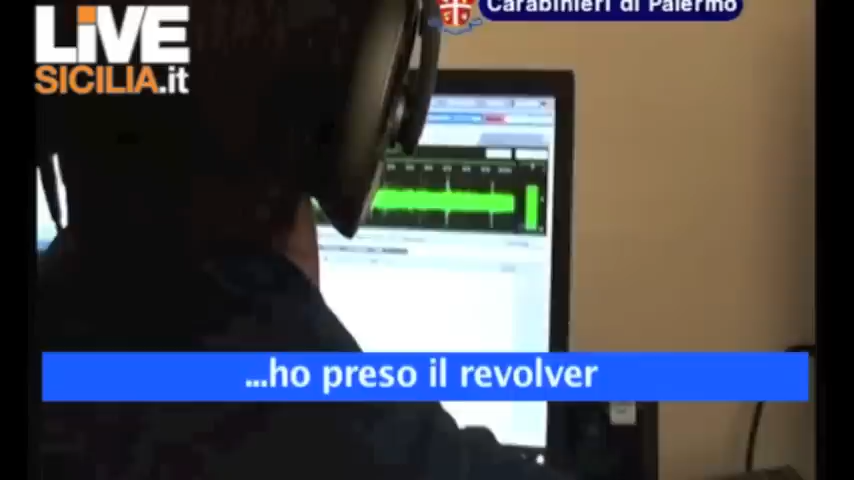 LiVE
SICILIA.it
Carabinieri di Palermo
...ho preso il revolver